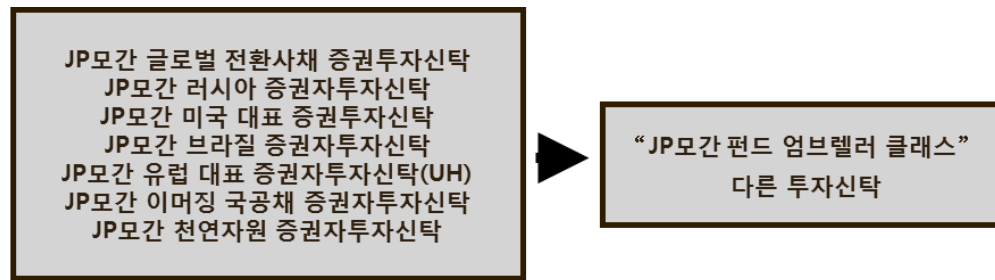 JP모간 글로벌 전환사채 증권투자신탁
JP모간 러시아 증권자투자신탁
JP모간 미국 대표 증권투자신탁
JP모간 브라질 증권자투자신탁
JP모간 유럽 대표 증권자투자신탁(UH)
JP모간 이머징 국공채 증권자투자신탁
JP모간 천연자원 증권자투자신탁
“JP모간 펀드 엄브렐러 클래스”
다른 투자신탁